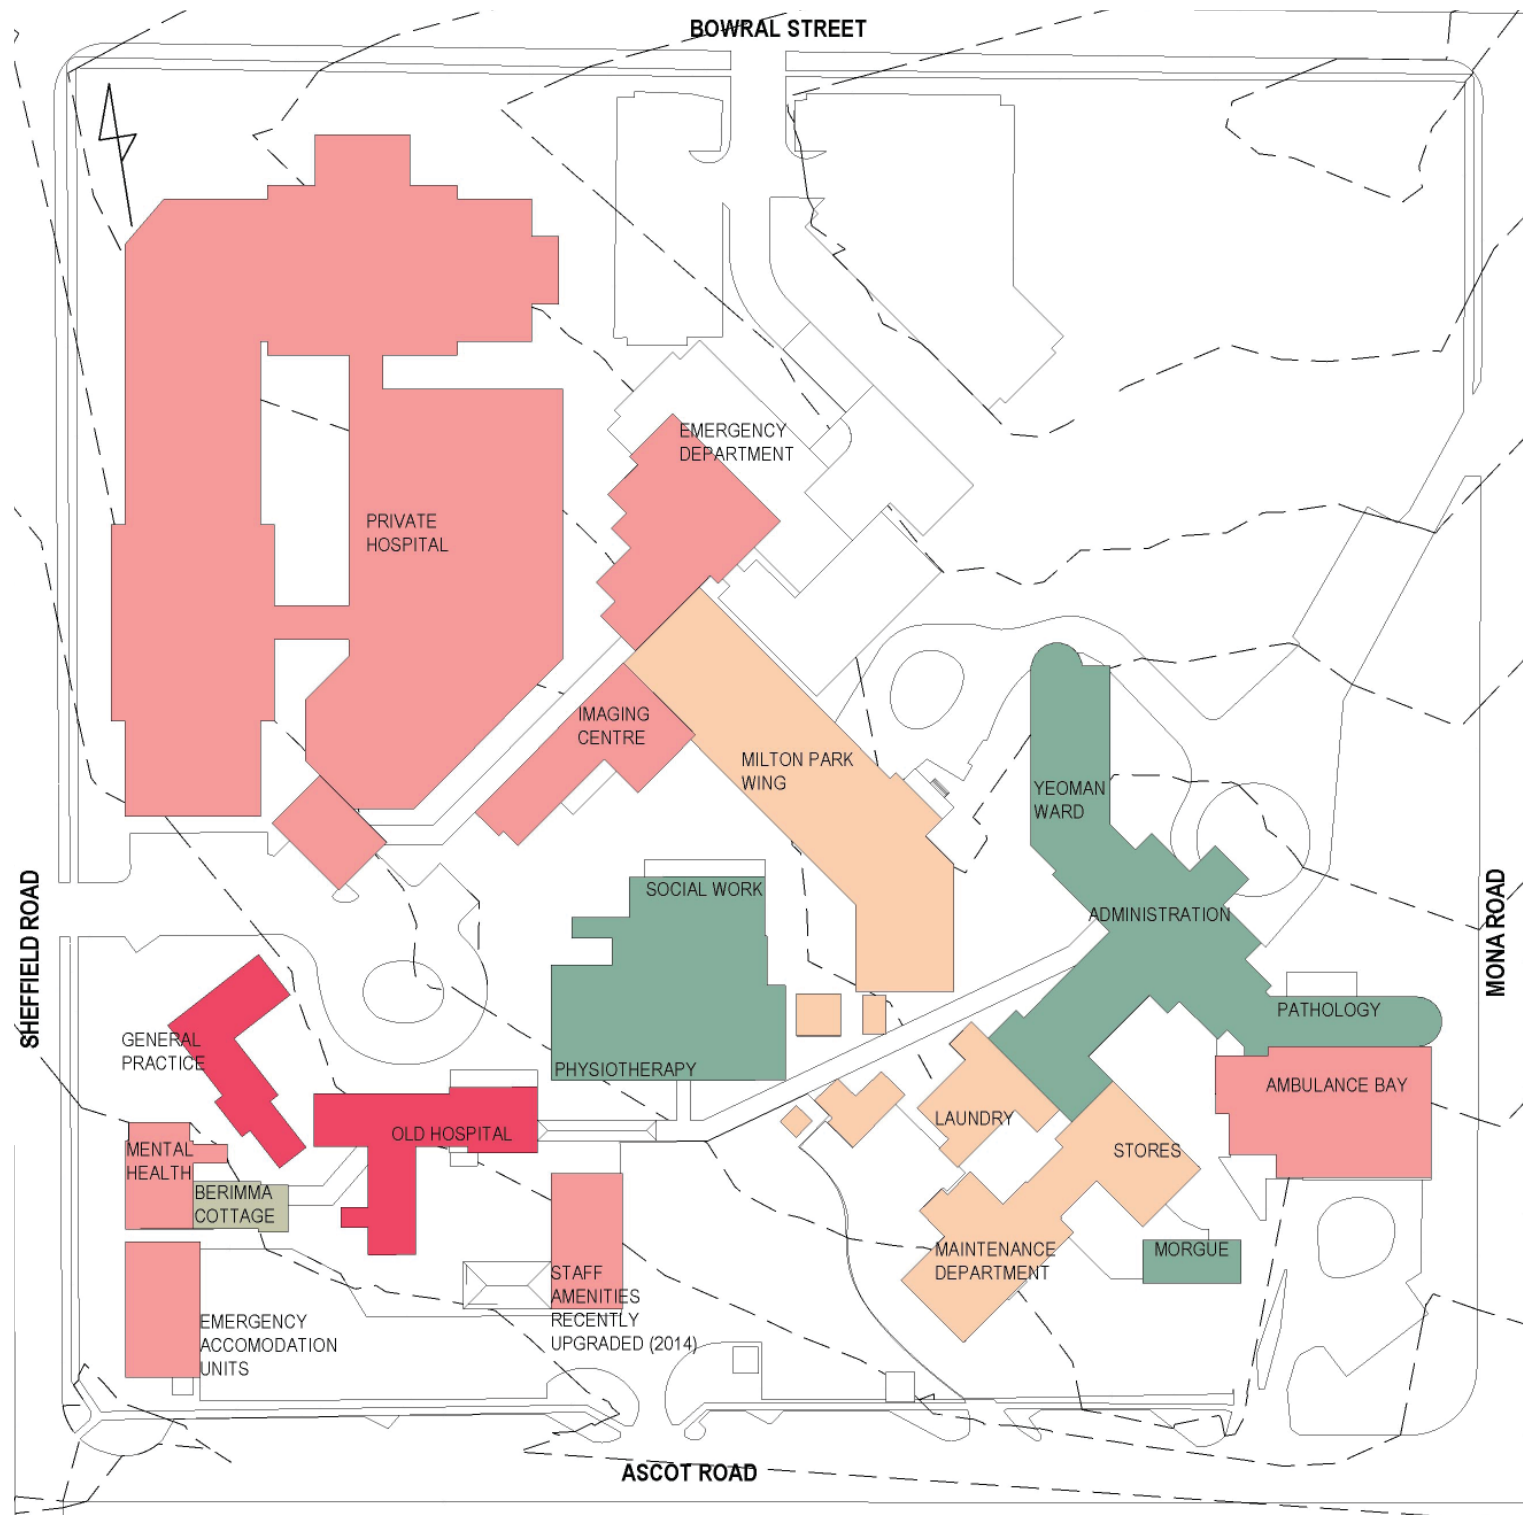 BOWRAL STREET
EMERGENCY
DEPARTMENT
PRIVATE
HOSPITAL
IMAGING
CENTRE
MILTON PARK
WING
YEOMAN
WARD
SOCIAL WORK
ADMINISTRATION
SHEFFIELD ROAD
MONA ROAD
PATHOLOGY
GENERAL
PRACTICE
PHYSIOTHERAPY
AMBULANCE BAY
LAUNDRY
OLD HOSPITAL
STORES
MENTAL
HEALTH
BERIMMA
COTTAGE
MAINTENANCE
DEPARTMENT
MORGUE
STAFF
AMENITIES
RECENTLY
UPGRADED (2014)
EMERGENCY
ACCOMODATION
UNITS
ASCOT ROAD